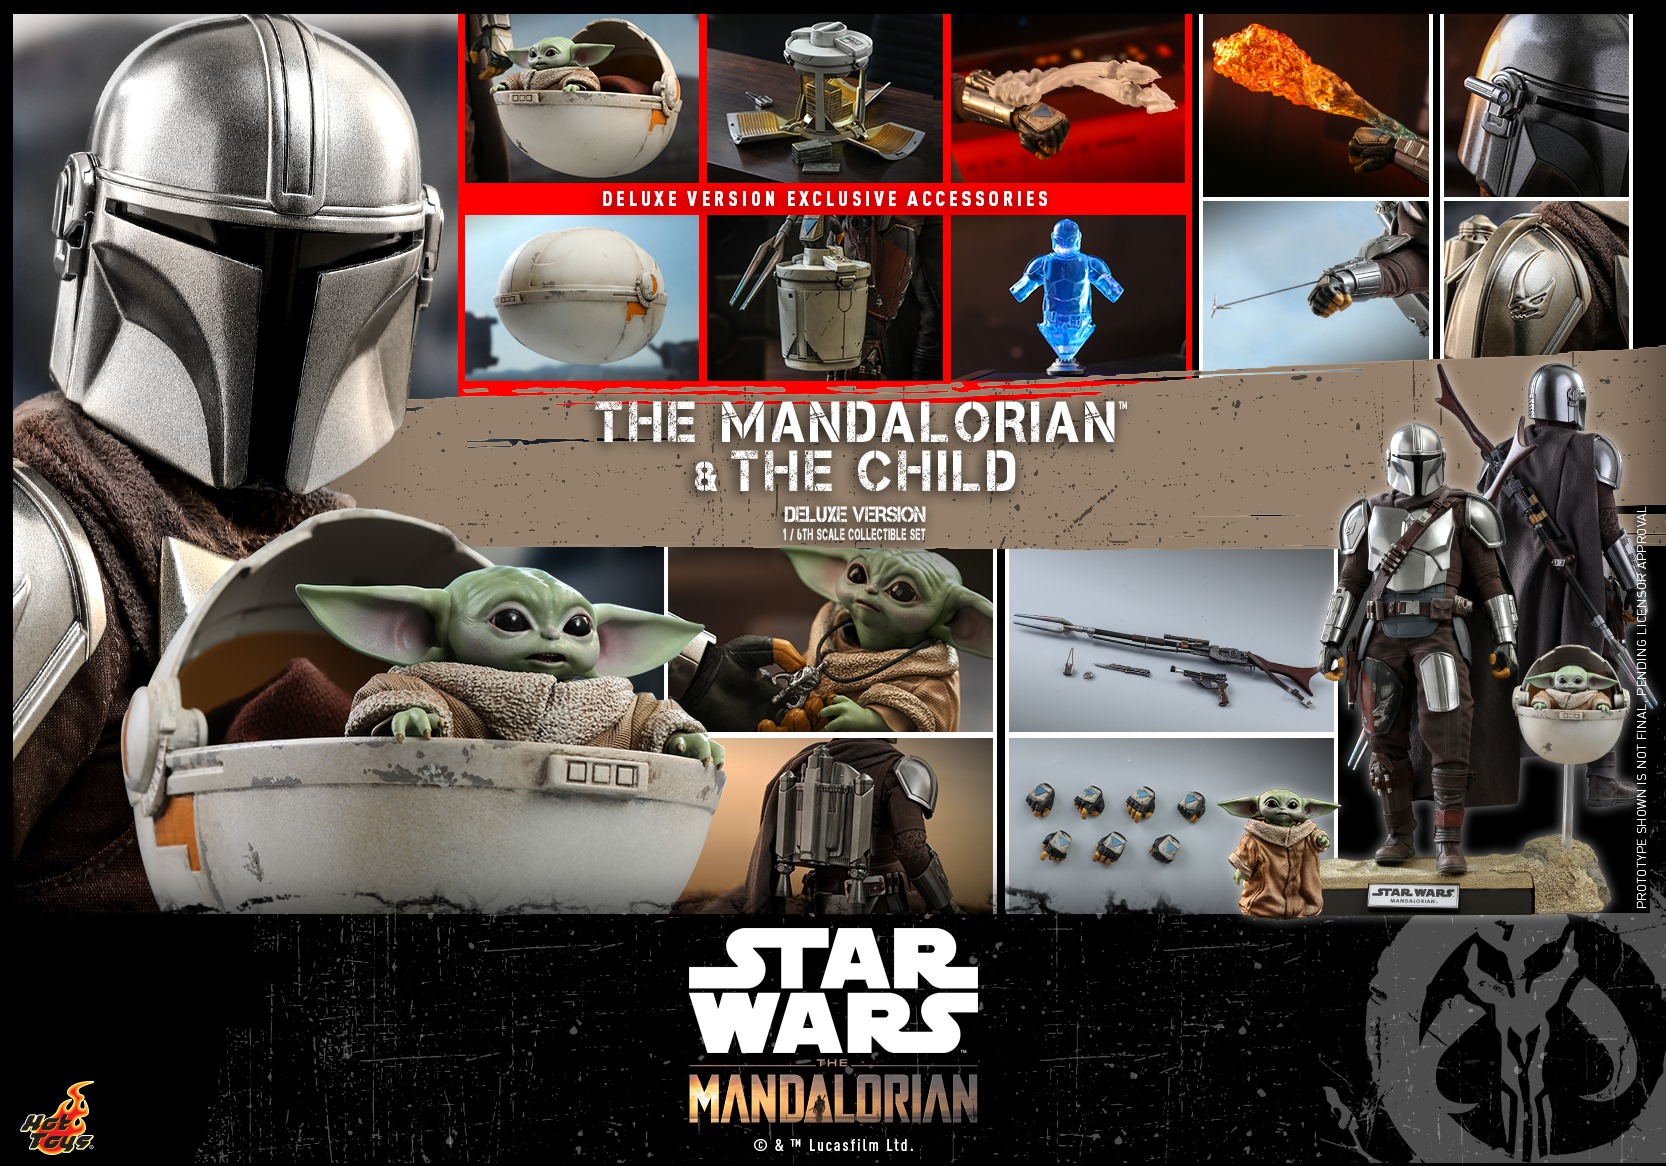 DELUXE VERSION EXCLUSIVE ACCESSORIES
THE MANDALORIAN™
& THE CHILD
DELUXE VERSION
1 / 6TH SCALE COLLECTIBLE SET
PROTOTYPE SHOWN IS NOT FINAL, PENDING LICENSOR APPROVAL
STAR WARS
MANDALORIAN
STAR
WARS™
THE
MANDALORIAN
© & ™ Lucasfilm Ltd.
Hot
Toys